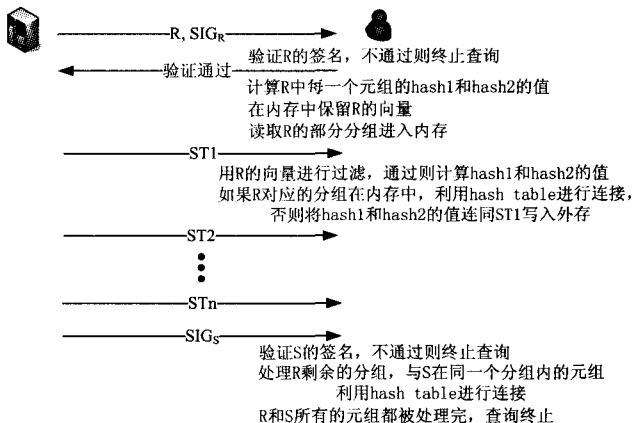 R, SIGR
验证R的签名，不通过则终止查询
验证通过
计算R中每一个元组的hash1和hash2的值
在内存中保留R的向量
读取R的部分分组进入内存
ST1
用R的向量进行过滤，通过则计算hash1和hash2的值
如果R对应的分组在内存中，利用hash table进行连接，
否则将hash1和hash2的值连同ST1写入外存
ST2
STn
SIGS
验证S的签名，不通过则终止查询
处理R剩余的分组，与S在同一个分组内的元组
利用hash table进行连接
R和S所有的元组都被处理完，查询终止